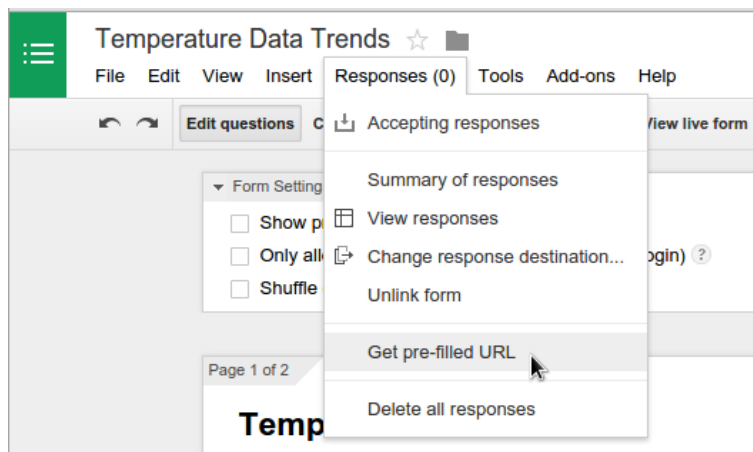 Temperature Data Trends
File Edit View Insert Responses (0) Tools Add-ons Help
Edit questions C Accepting responses View live form
Form Setting Summary of responses
Show p View responses
Only all Change response destination... ogin) ?
Shuffle Unlink form
Get pre-filled URL
Page 1 of 2
Delete all responses
Temp